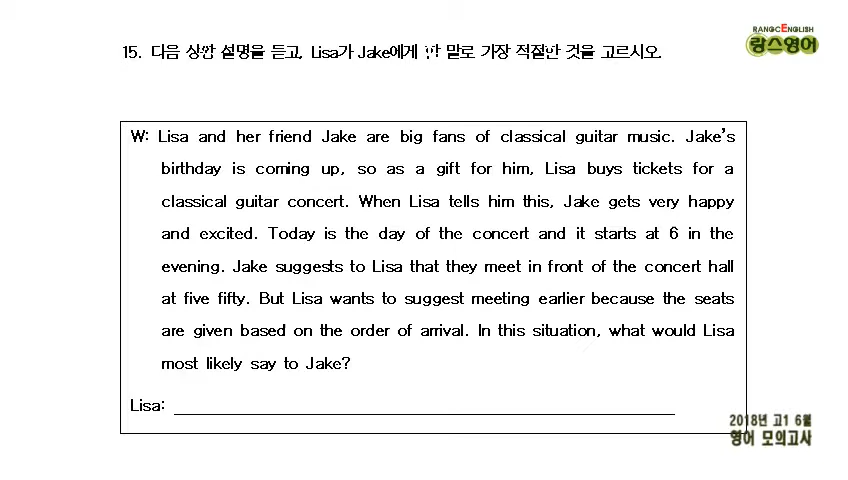 RANGCENGLISH
랑스영어
15. 다음 상황 설명을 듣고, Lisa가 Jake에게 할 말로 가장 적절한 것을 고르시오.
W: Lisa and her friend Jake are big fans of classical guitar music. Jake's
birthday is coming up, so as a gift for him, Lisa buys tickets for a
classical guitar concert. When Lisa tells him this, Jake gets very happy
and excited. Today is the day of the concert and it starts at 6 in the
evening. Jake suggests to Lisa that they meet in front of the concert hall
at five fifty. But Lisa wants to suggest meeting earlier because the seats
are given based on the order of arrival. In this situation, what would Lisa
most likely say to Jake?
Lisa:
2018년 고1 6월
영어 모의고사